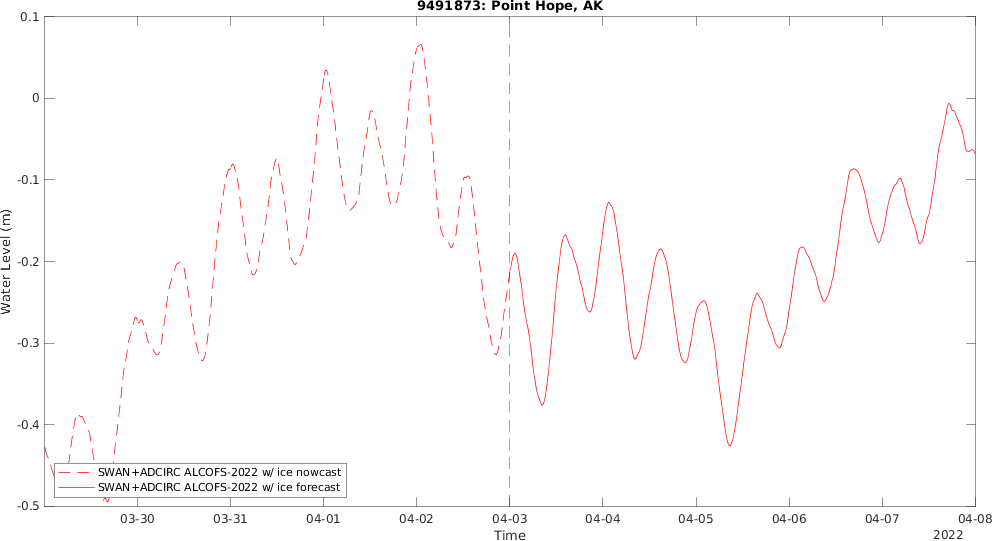 9491873: Point Hope, AK
0.1
0
-0.1
-0.2
-0.3
-0.4
-0.5
Water Level (m)
SWAN+ADCIRC ALCOFS-2022 w/ ice nowcast
SWAN+ADCIRC ALCOFS-2022 w/ ice forecast
03-30 03-31 04-01 04-02 04-03 04-04 04-05 04-06 04-07 04-08
Time
2022